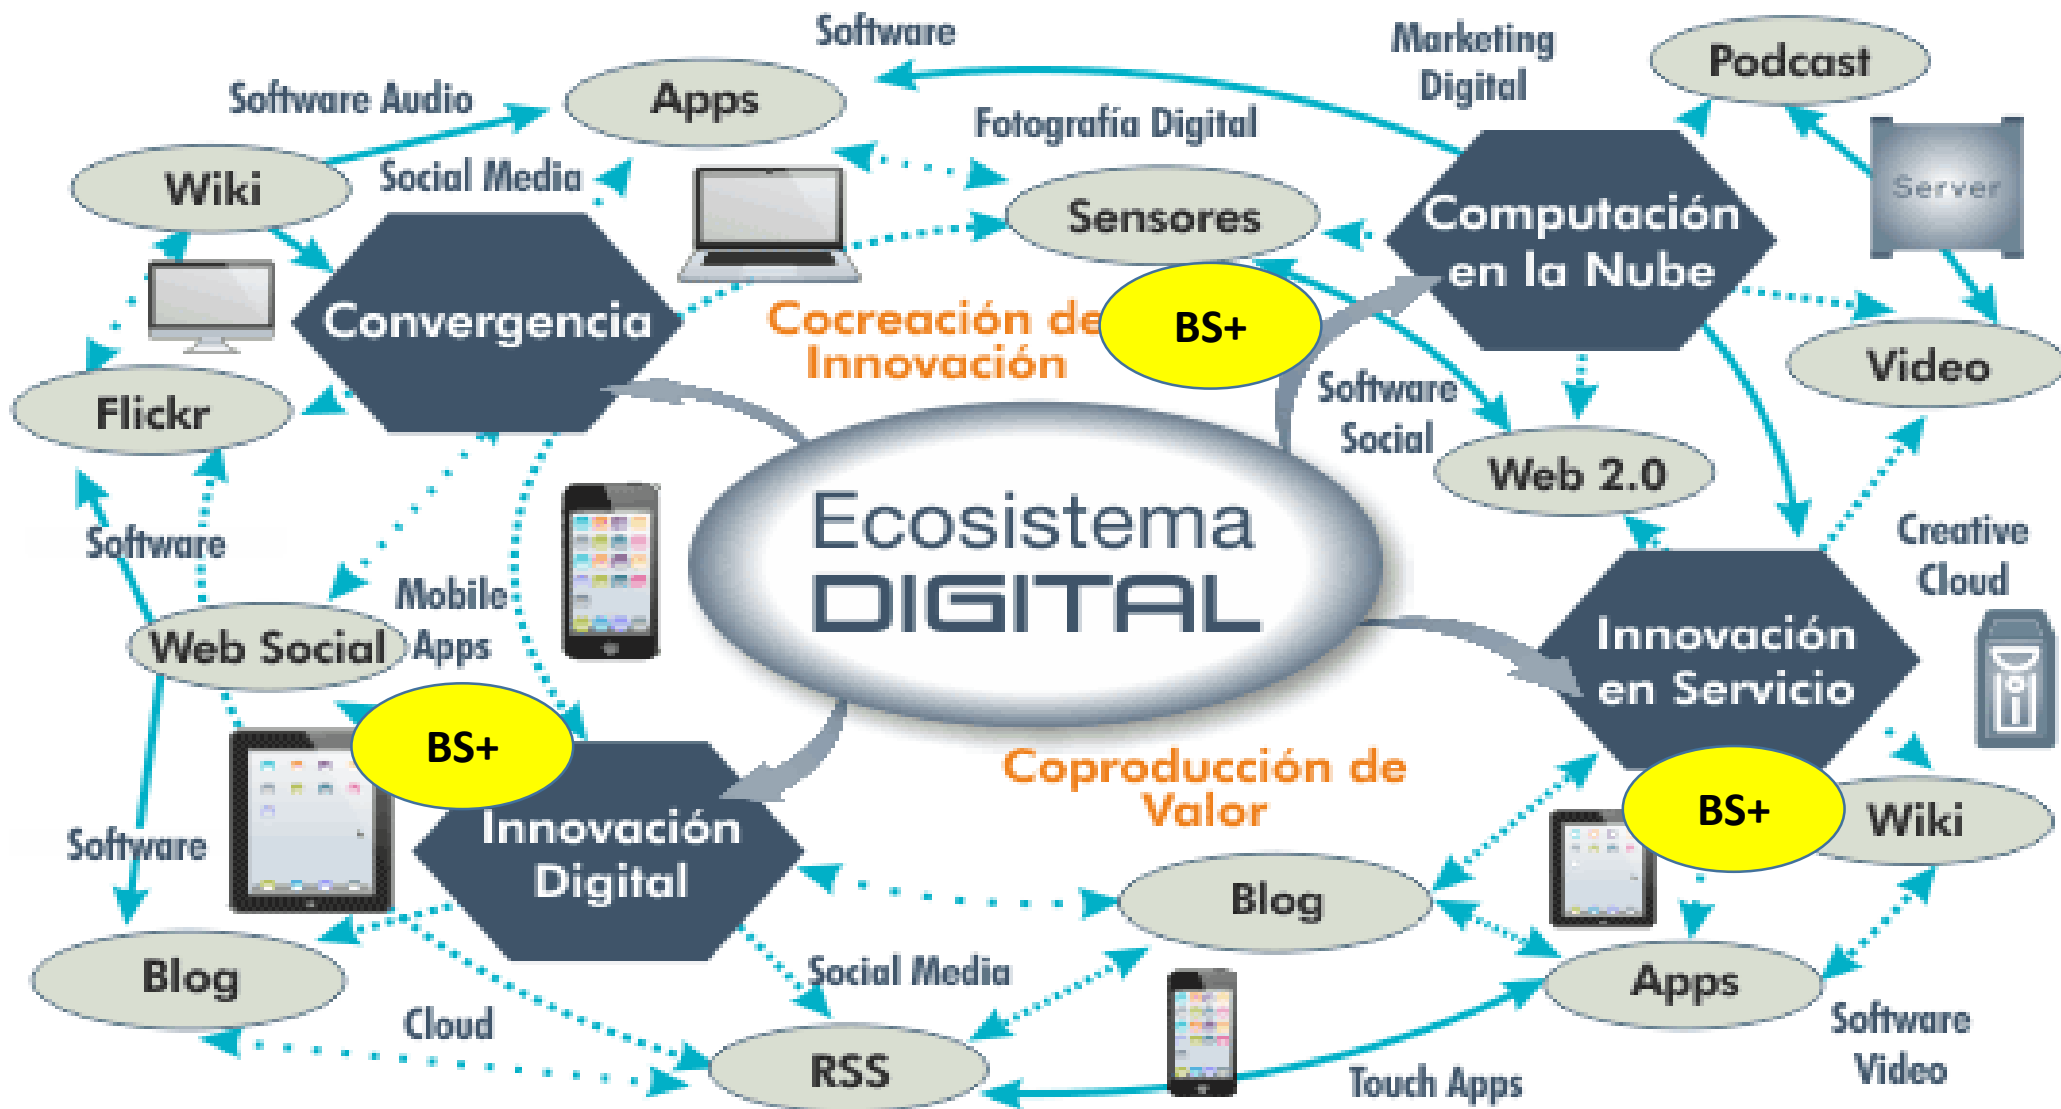 Software
Marketing
Digital
Podcast
Software Audio
Apps
Fotografía Digital
Server
Wiki
Social Media
Sensores
Computación
en la Nube
Convergencia
Cocreación de
Innovación
BS+
Video
Flickr
Software
Social
Web 2.0
Ecosistema
DIGITAL
Software
Creative
Cloud
Mobile
Apps
Web Social
Innovación
en Servicio
BS+
Coproducción de
Valor
BS+
Wiki
Software
Innovación
Digital
Blog
Blog
Social Media
Apps
Cloud
RSS
Touch Apps
Software
Video